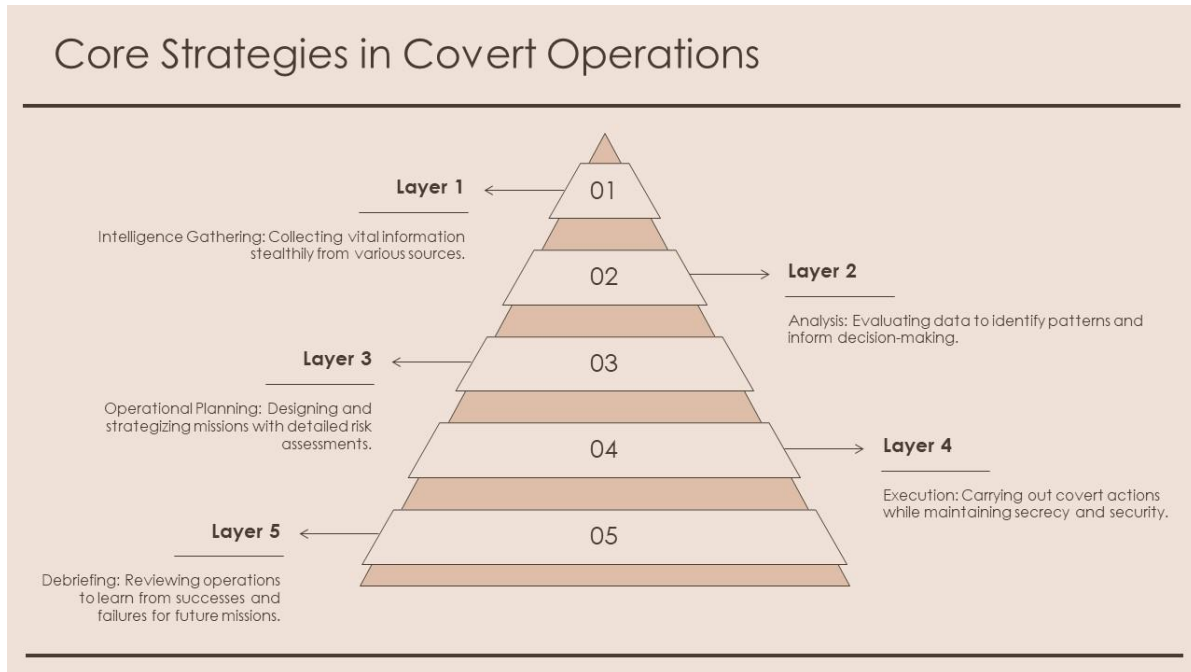 Core Strategies in Covert Operations
Layer 1
01
Intelligence Gathering: Collecting vital information
stealthily from various sources.
02
Layer 2
Analysis: Evaluating data to identify patterns and
inform decision-making.
Layer 3
03
Operational Planning: Designing and
strategizing missions with detailed risk
assessments.
04
Layer 4
Execution: Carrying out covert actions
while maintaining secrecy and security.
Layer 5
05
Debriefing: Reviewing operations
to learn from successes and
failures for future missions.